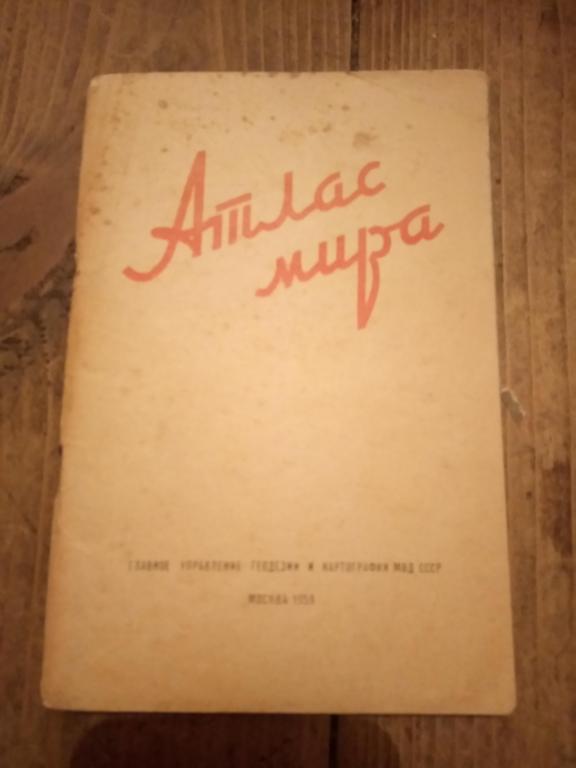 Атлас
мира
ГЛАВНОЕ УПРАВЛЕНИЕ ГЕОДЕЗИИ И КАРТОГРАФИИ МВД СССР
МОСКВА